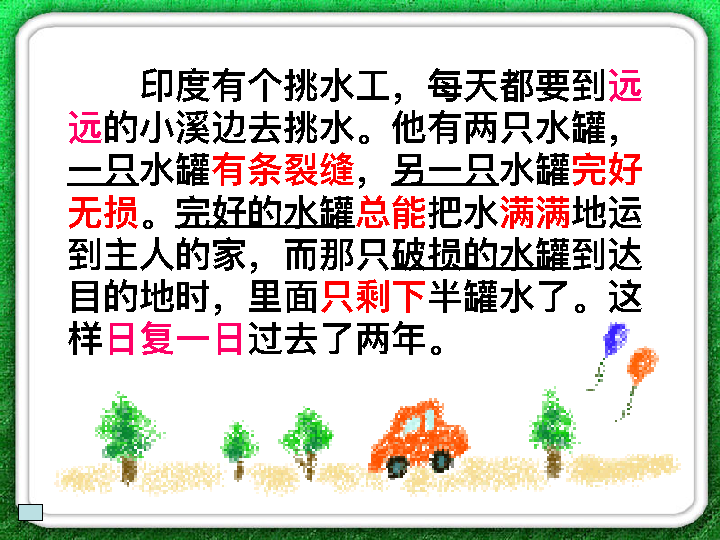 印度有个挑水工，每天都要到远
远的小溪边去挑水。他有两只水罐，
一只水罐有条裂缝，另一只水罐完好
无损。完好的水罐总能把水满满地运
到主人的家，而那只破损的水罐到达
目的地时，里面只剩下半罐水了。这
样日复一日过去了两年。